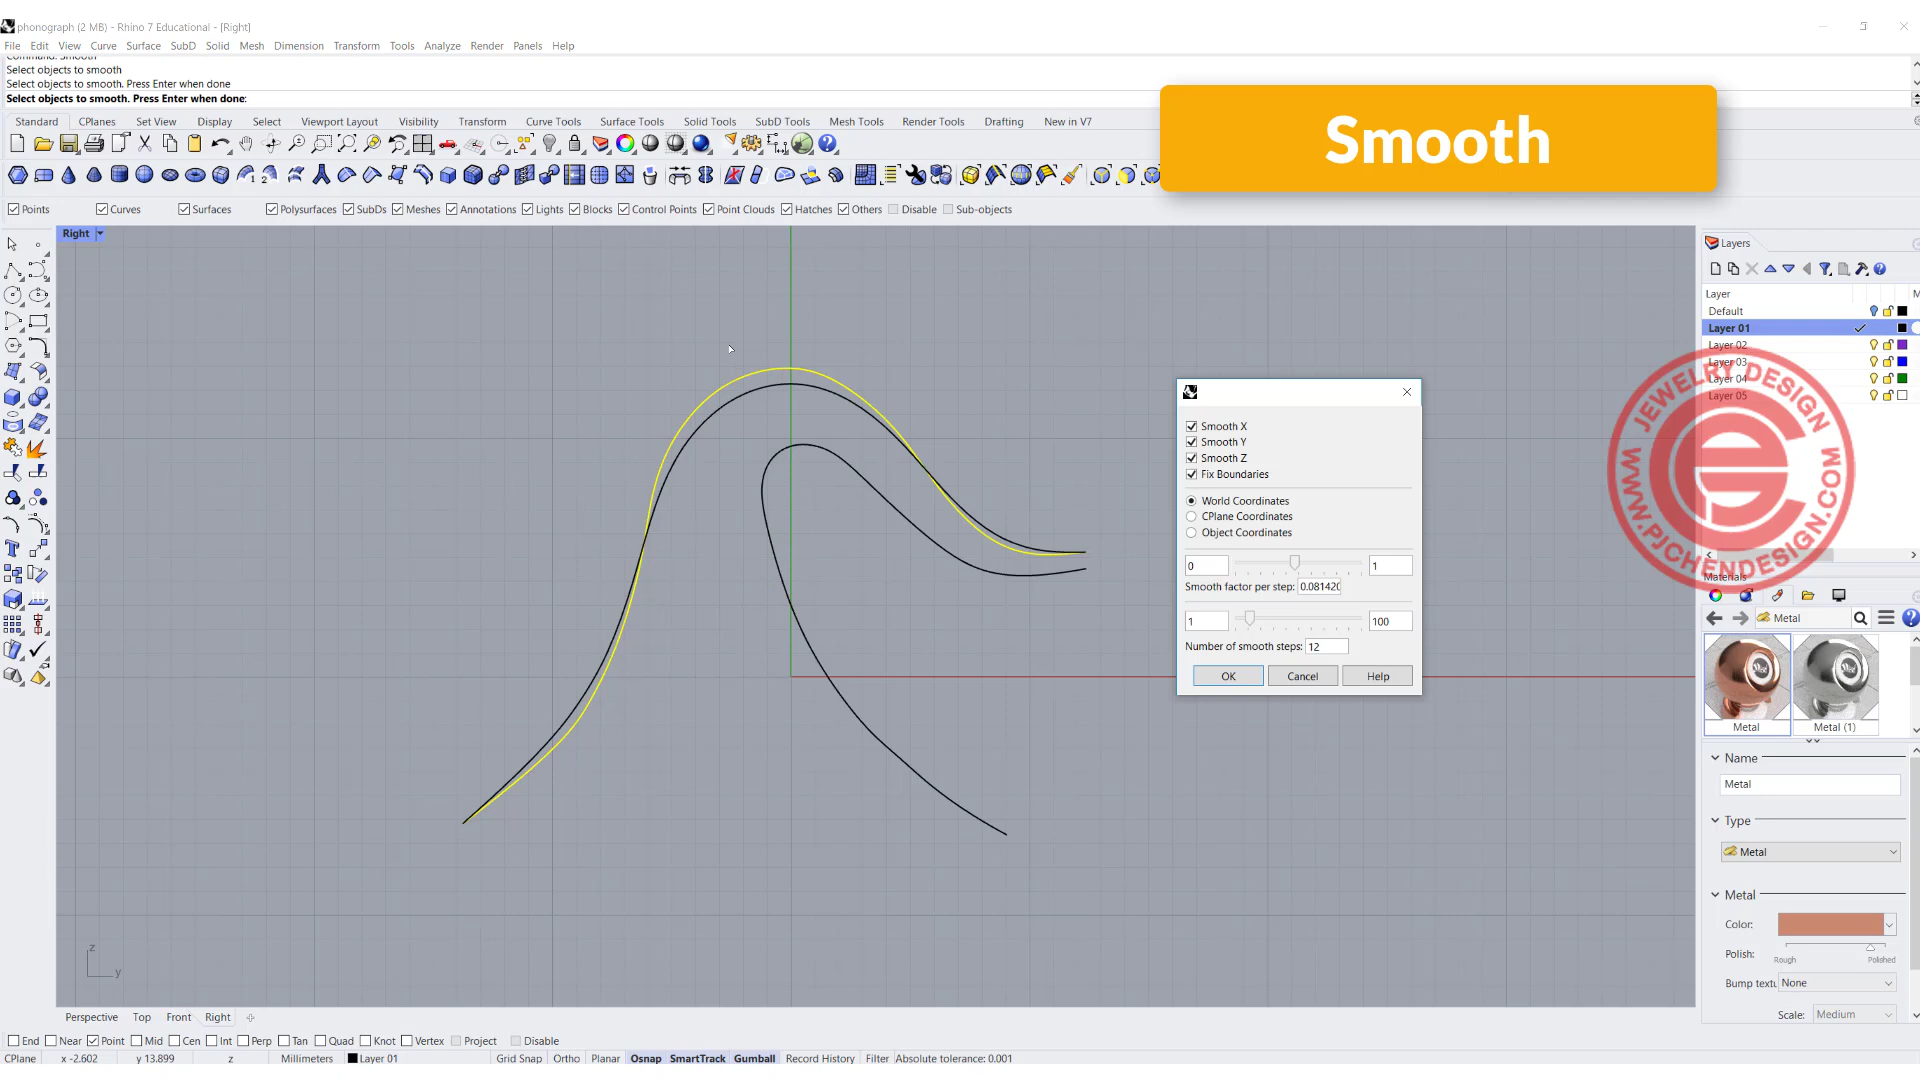 phonograph (2 MB) - Rhino 7 Educational - [Right]
File Edit View Curve Surface SubD Solid Mesh Dimension Transform Tools Analyze Render Panels Help
Command: Smooth
Select objects to smooth
Select objects to smooth. Press Enter when done
Select objects to smooth. Press Enter when done:
Smooth
Standard CPlanes Set View Display Select Viewport Layout Visibility Transform Curve Tools Surface Tools Solid Tools SubD Tools Mesh Tools Render Tools Drafting New in V7
Points Curves Surfaces Polysurfaces SubDs Meshes Annotations Lights Blocks Control Points Point Clouds Hatches Others Disable Sub-objects
Right
Layers
Layer M
Default
Layer 01
Layer 02
Layer 03
Layer 04
Layer 05
JEWELRY DESIGN
WWW.PJCHENDESIGN.COM
Smooth X
Smooth Y
Smooth Z
Fix Boundaries
World Coordinates
CPlane Coordinates
Object Coordinates
0 1
Smooth factor per step: 0.08142
1 100
Number of smooth steps: 12
OK Cancel Help
Materials
Metal
Metal Metal (1)
Name
Metal
Type
Metal
Metal
Color:
Polish:
Rough Polished
Bump textu None
Scale: Medium
z
y
Perspective Top Front Right
End Near Point Mid Cen Int Perp Tan Quad Knot Vertex Project Disable
CPlane x -2.602 y 13.899 z Millimeters Layer 01 Grid Snap Ortho Planar Osnap SmartTrack Gumball Record History Filter Absolute tolerance: 0.001